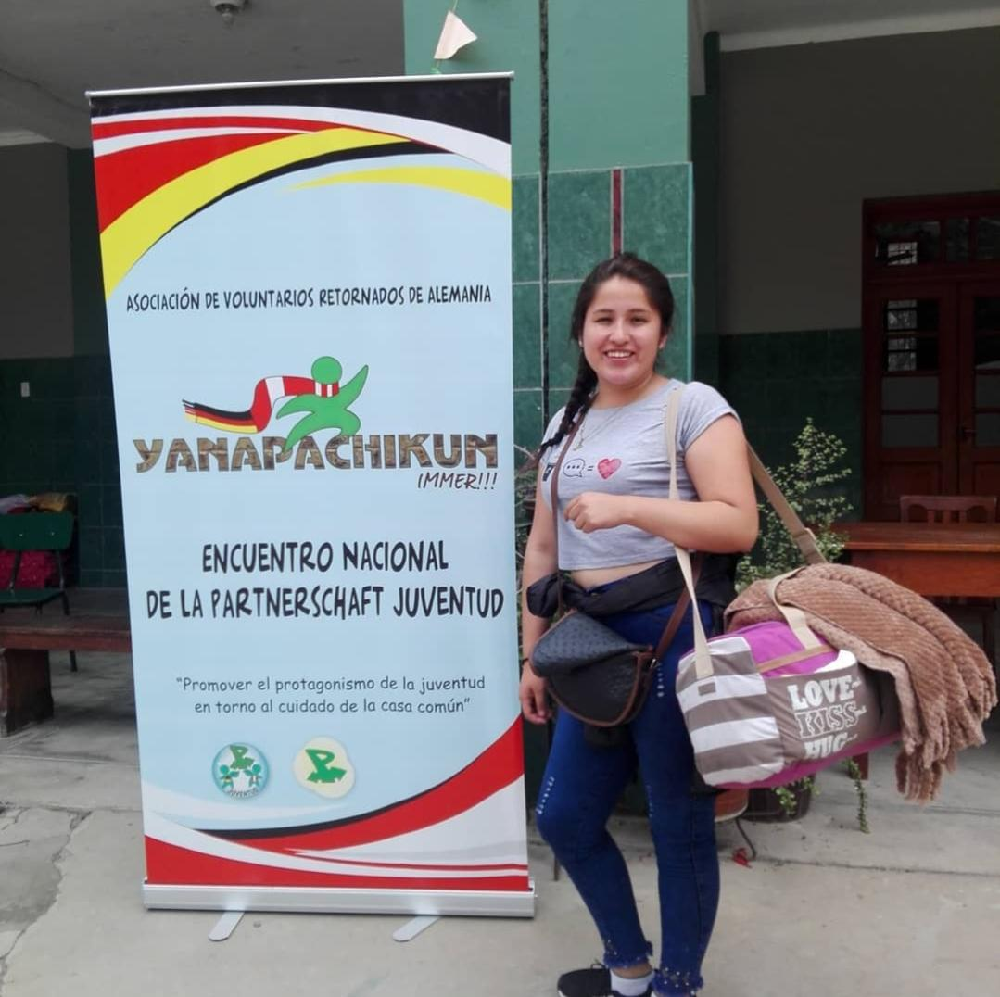 ASOCIACIÓN DE VOLUNTARIOS RETORNADOS DE ALEMANIA
YANAPACHIKUN
IMMER!!!
ENCUENTRO NACIONAL
DE LA PARTNERSCHAFT JUVENTUD
“Promover el protagonismo de la juventud
en torno al cuidado de la casa común”
LOVE
KISS
HUG